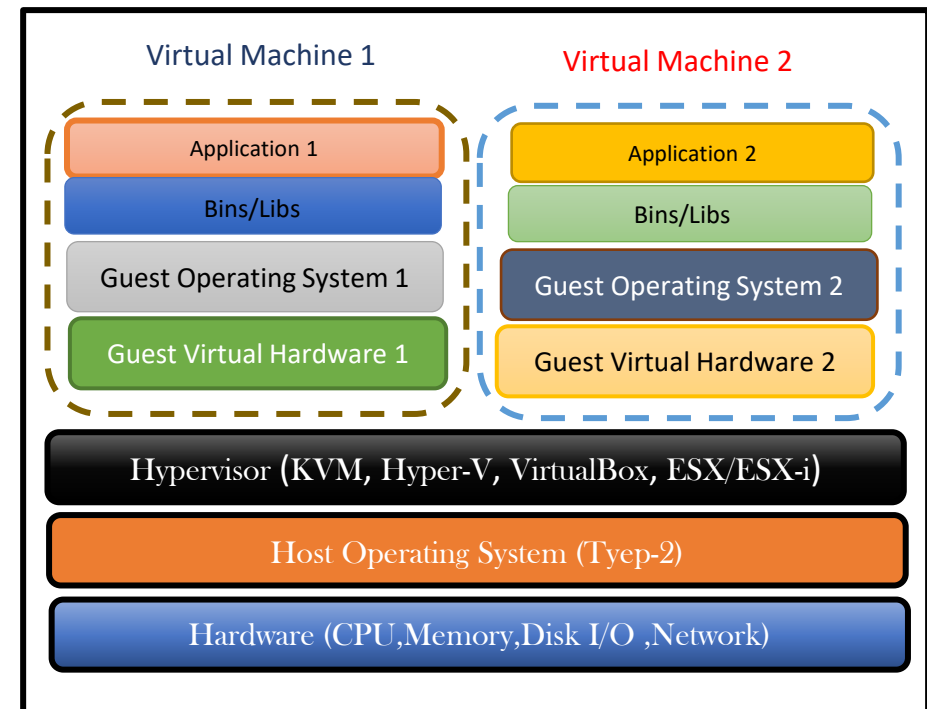 Virtual Machine 1
Application 1
Bins/Libs
Guest Operating System 1
Guest Virtual Hardware 1
Virtual Machine 2
Application 2
Bins/Libs
Guest Operating System 2
Guest Virtual Hardware 2
Hypervisor (KVM, Hyper-V, VirtualBox, ESX/ESX-i)
Host Operating System (Tyep-2)
Hardware (CPU,Memory,Disk I/O ,Network)